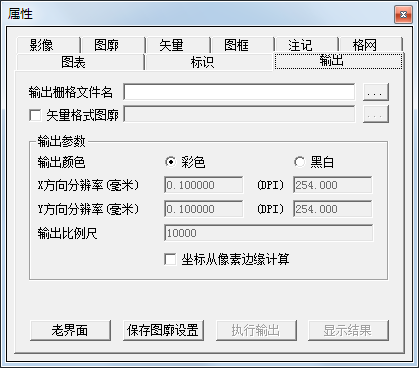 属性
影像 图廓 矢量 图框 注记 格网
图表 标识 输出
输出栅格文件名 ...
矢量格式图廓 ...
输出参数
输出颜色 彩色 黑白
X方向分辨率(毫米) 0.100000 (DPI) 254.000
Y方向分辨率(毫米) 0.100000 (DPI) 254.000
输出比例尺 10000
坐标从像素边缘计算
老界面 保存图廓设置 执行输出 显示结果